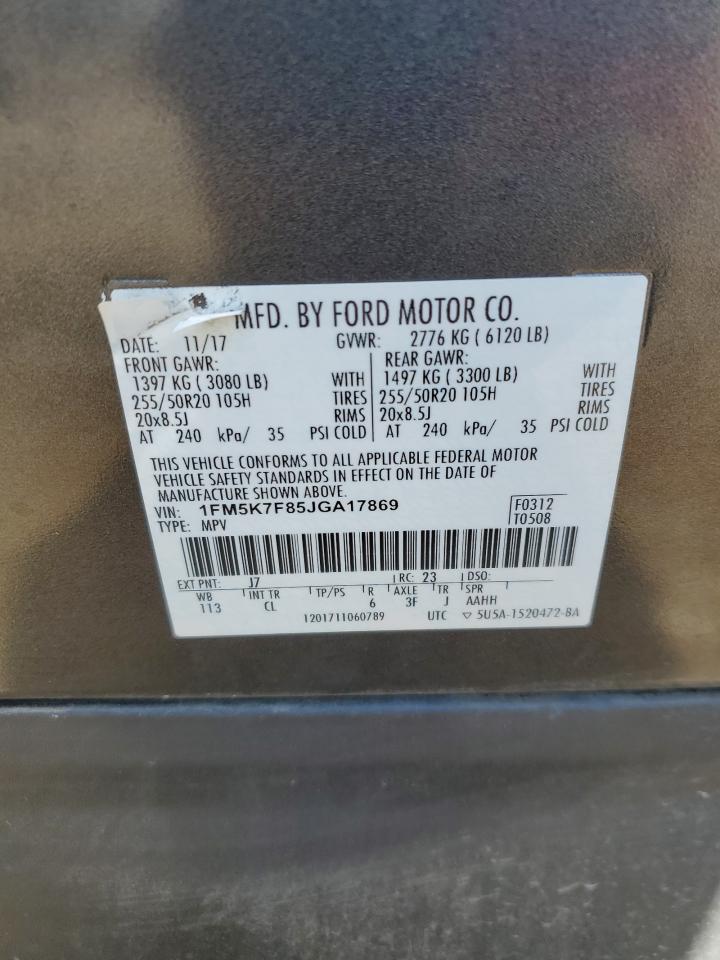 MFD. BY FORD MOTOR CO.
DATE: 11/17 GVWR: 2776 KG ( 6120 LB)
FRONT GAWR: REAR GAWR:
1397 KG ( 3080 LB) WITH 1497 KG ( 3300 LB) WITH
255/50R20 105H TIRES 255/50R20 105H TIRES
20x8.5J RIMS 20x8.5J RIMS
AT 240 kPa/ 35 PSI COLD AT 240 kPa/ 35 PSI COLD
THIS VEHICLE CONFORMS TO ALL APPLICABLE FEDERAL MOTOR
VEHICLE SAFETY STANDARDS IN EFFECT ON THE DATE OF
MANUFACTURE SHOWN ABOVE.
VIN: 1FM5K7F85JGA17869 F0312
TYPE: MPV T0508
EXT PNT: J7 RC: 23 DSO:
WB INT TR TP/PS R AXLE TR SPR
113 CL 6 3F J AAHH
1201711060789 UTC ▽ 5U5A-1520472-BA